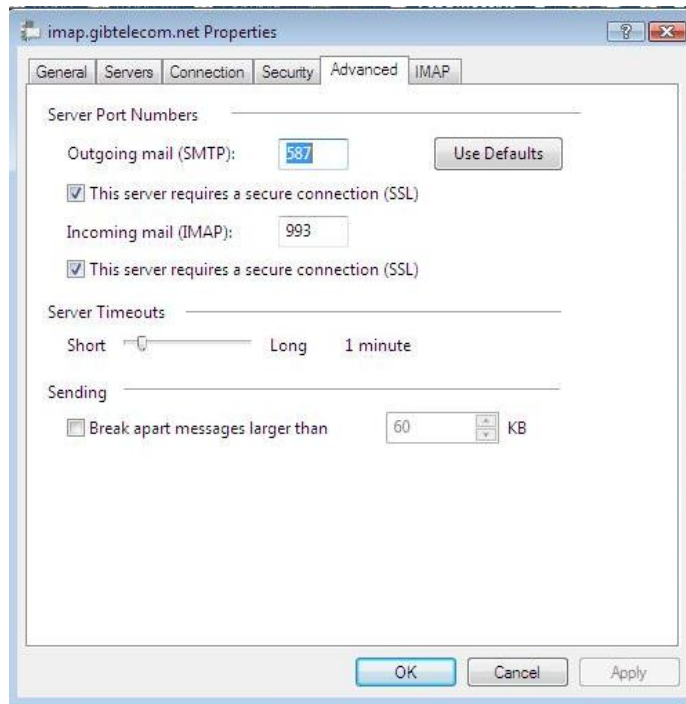 imap.gibtelecom.net Properties
General Servers Connection Security Advanced IMAP
Server Port Numbers
Outgoing mail (SMTP): 587 Use Defaults
This server requires a secure connection (SSL)
Incoming mail (IMAP): 993
This server requires a secure connection (SSL)
Server Timeouts
Short Long 1 minute
Sending
Break apart messages larger than 60 KB
OK Cancel Apply